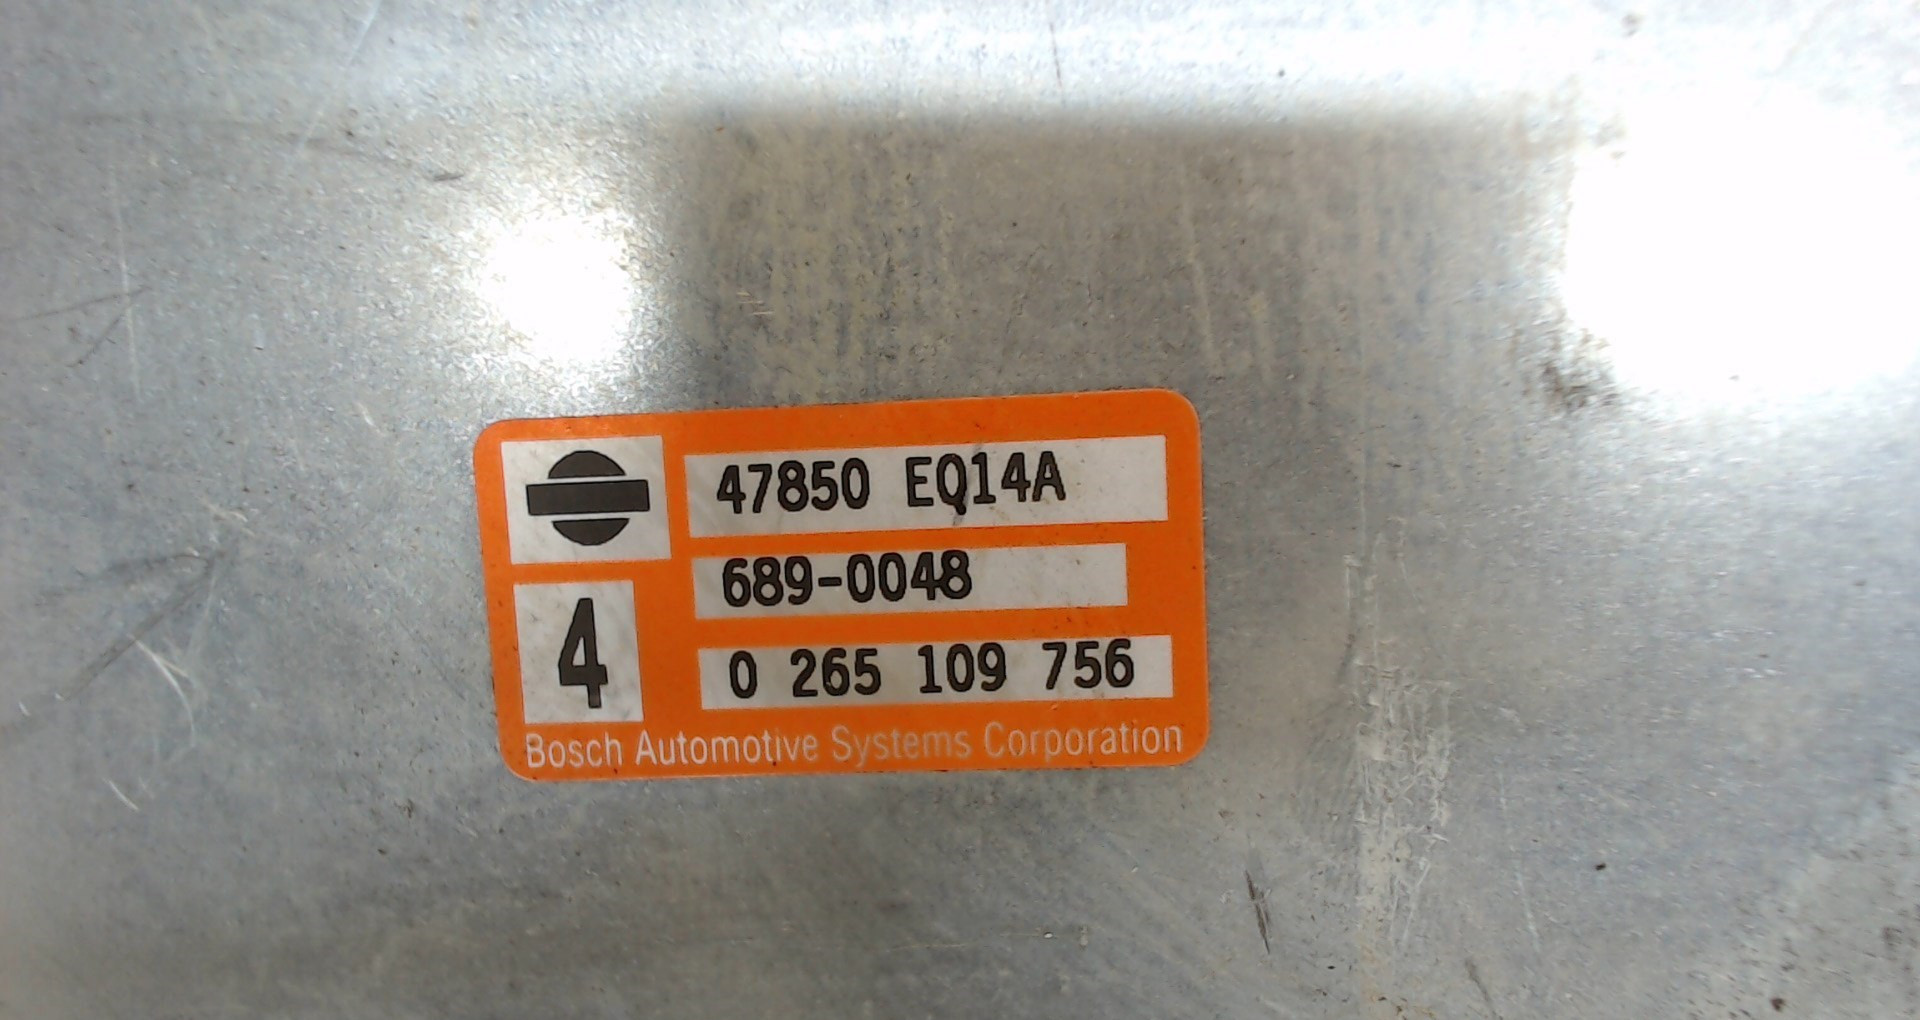 47850 EQ14A
689-0048
4
0 265 109 756
Bosch Automotive Systems Corporation